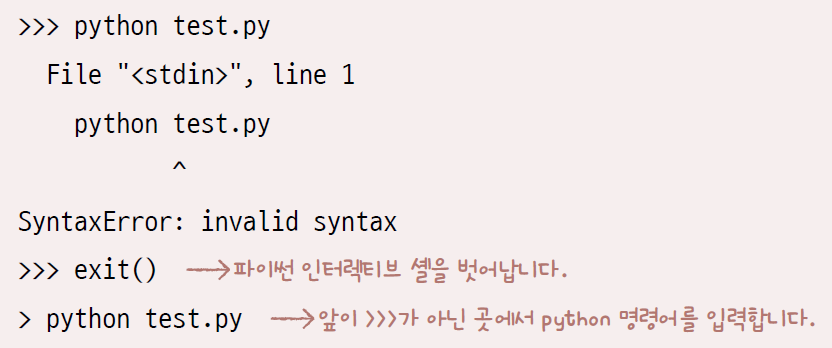 >>> python test.py
  File "<stdin>", line 1
    python test.py
           ^
SyntaxError: invalid syntax
>>> exit() → 파이썬 인터렉티브 셸을 벗어납니다.
> python test.py → 앞이 >>>가 아닌 곳에서 python 명령어를 입력합니다.